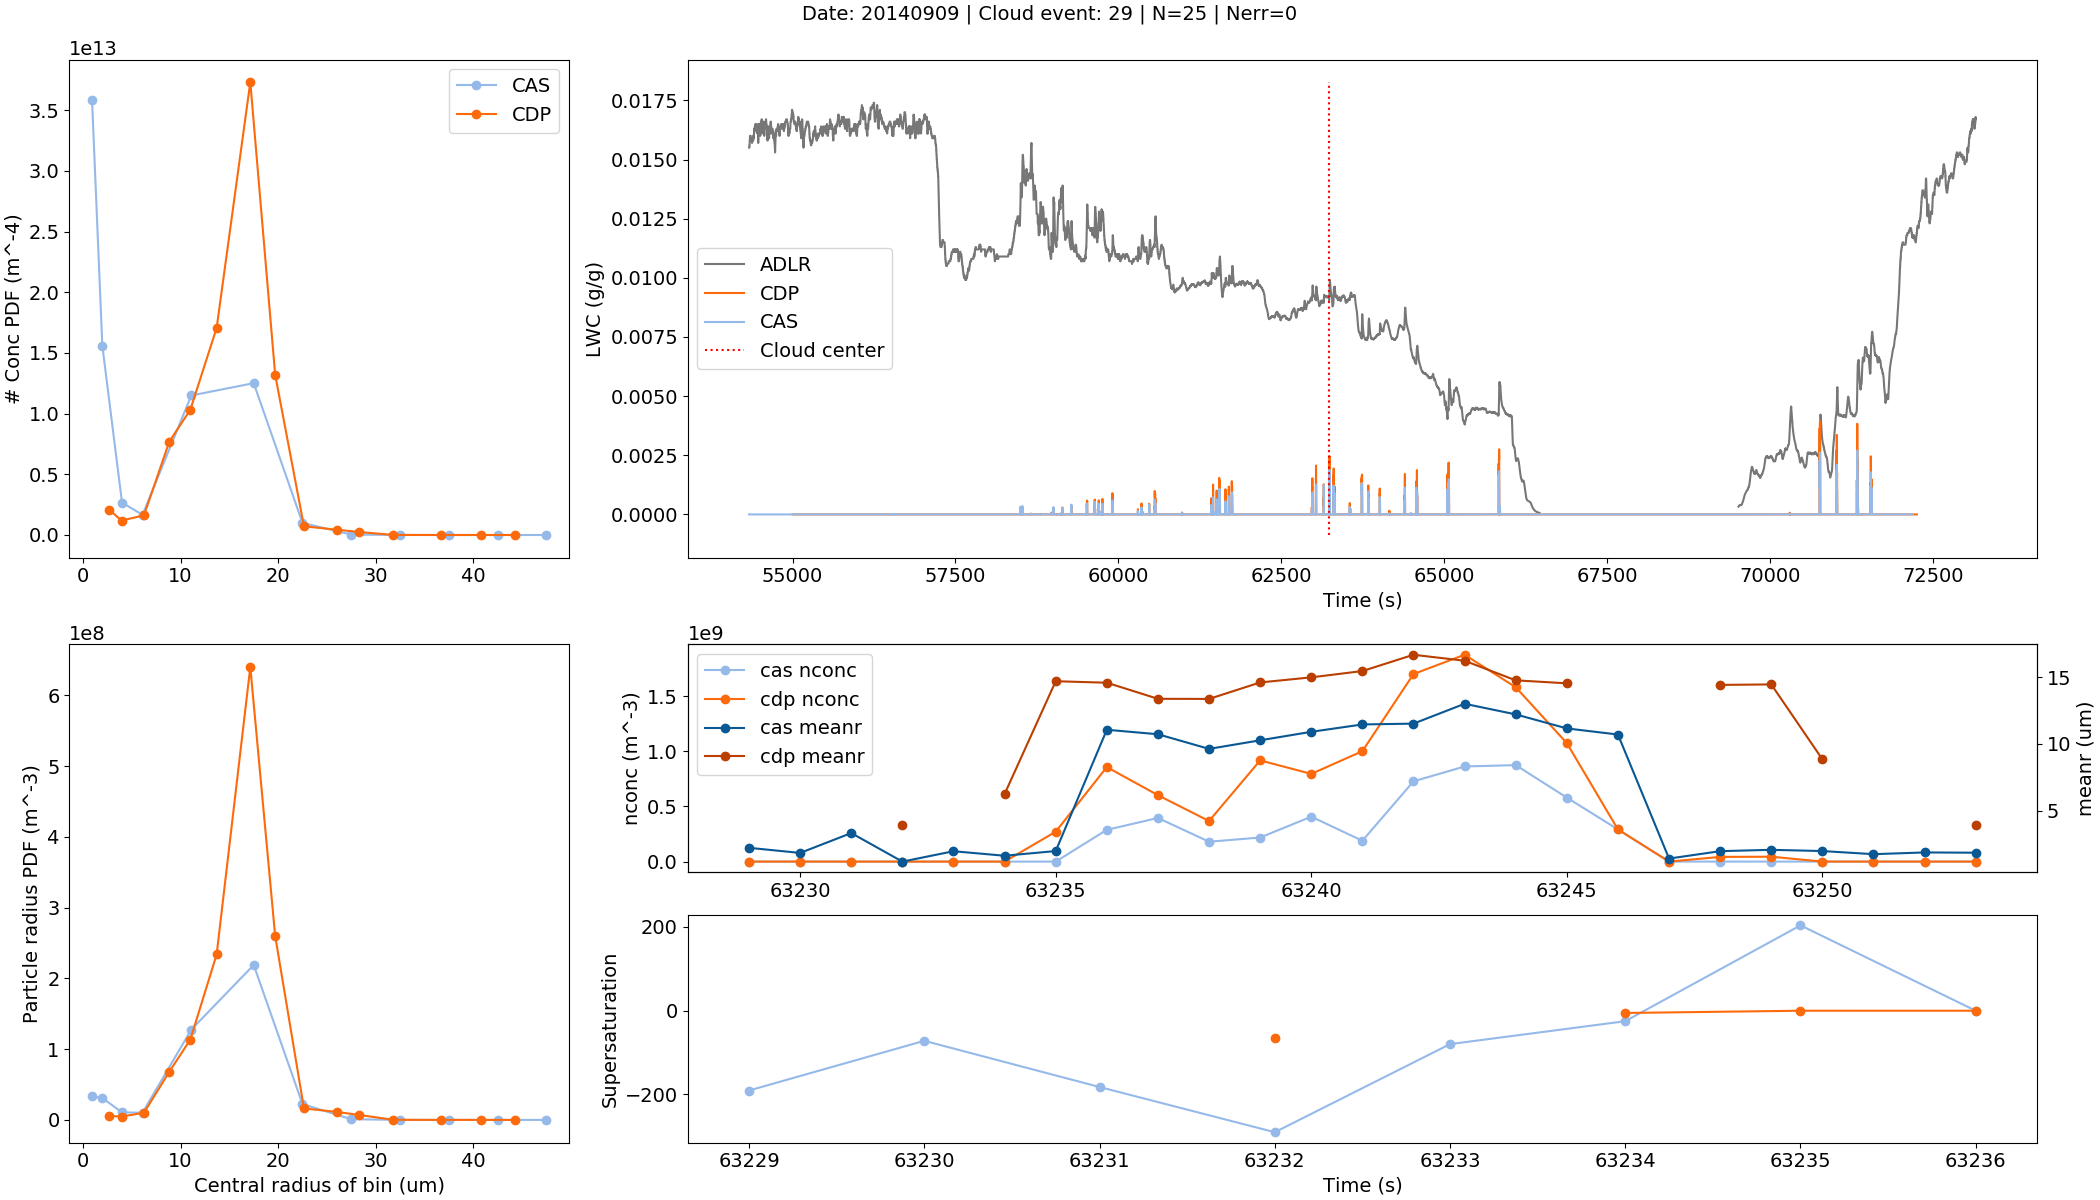 Date: 20140909 | Cloud event: 29 | N=25 | Nerr=0
1e13
# Conc PDF (m^-4)
3.5
3.0
2.5
2.0
1.5
1.0
0.5
0.0
0 10 20 30 40
CAS
CDP
LWC (g/g)
0.0175
0.0150
0.0125
0.0100
0.0075
0.0050
0.0025
0.0000
55000 57500 60000 62500 65000 67500 70000 72500
Time (s)
ADLR
CDP
CAS
Cloud center
1e8
Particle radius PDF (m^-3)
6
5
4
3
2
1
0
0 10 20 30 40
Central radius of bin (um)
1e9
nconc (m^-3)
1.5
1.0
0.5
0.0
cas nconc
cdp nconc
cas meanr
cdp meanr
15
10
5
meanr (um)
63230 63235 63240 63245 63250
Supersaturation
200
0
−200
63229 63230 63231 63232 63233 63234 63235 63236
Time (s)